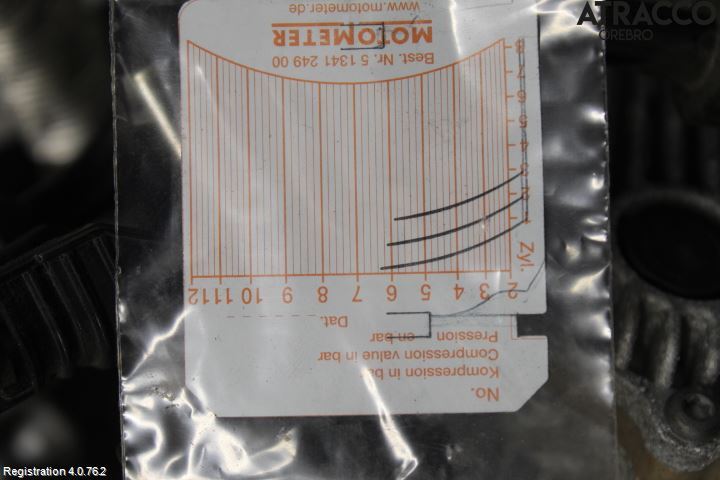 No.
Kompression in bar
Compression value in bar
Pression en bar
Dat.
2 3 4 5 6 7 8 9 10 11 12
Zyl.
1
2
3
4
5
6
7
8
Best. Nr. 5 1341 249 00
MOTOMETER
www.motometer.de
ATRACCO
ÖREBRO
Registration 4.0.76.2